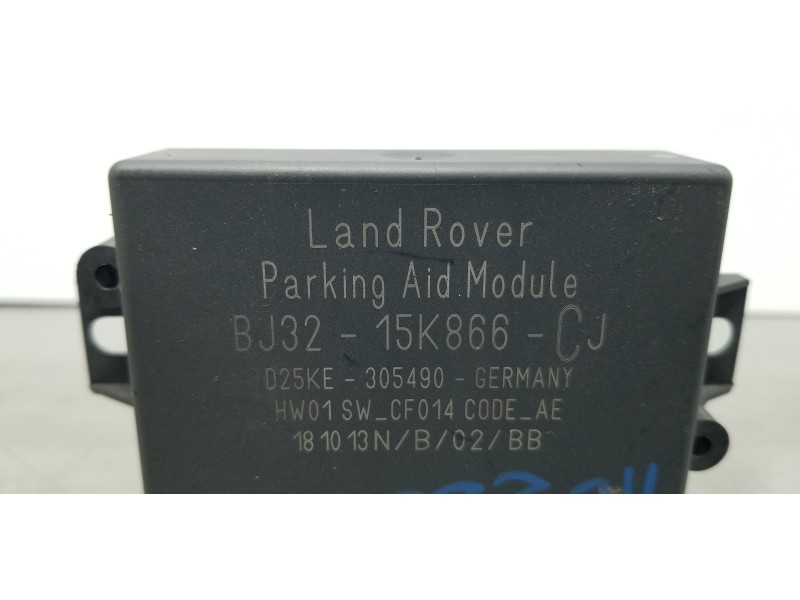 Land Rover
Parking Aid Module
BJ32 - 15K866 - CJ
D25KE - 305490 - GERMANY
HW01 SW_CF014 CODE_AE
18 10 13 N/B/02/BB